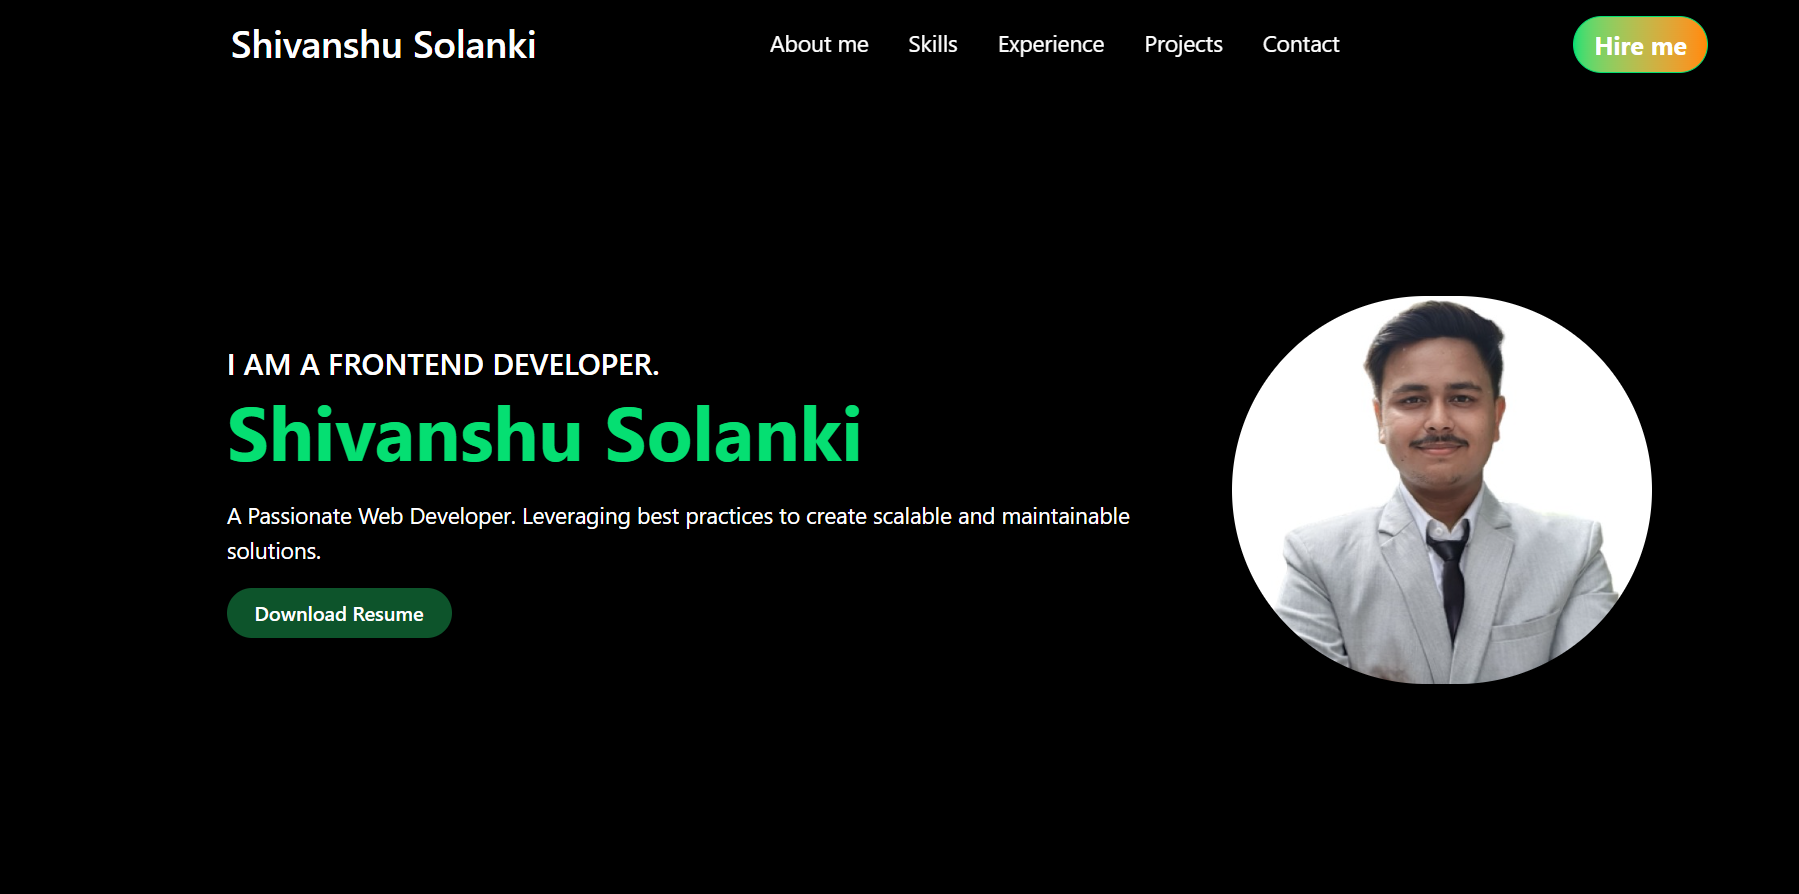 Shivanshu Solanki
About me
Skills
Experience
Projects
Contact
Hire me
I AM A FRONTEND DEVELOPER.
Shivanshu Solanki
A Passionate Web Developer. Leveraging best practices to create scalable and maintainable
solutions.
Download Resume